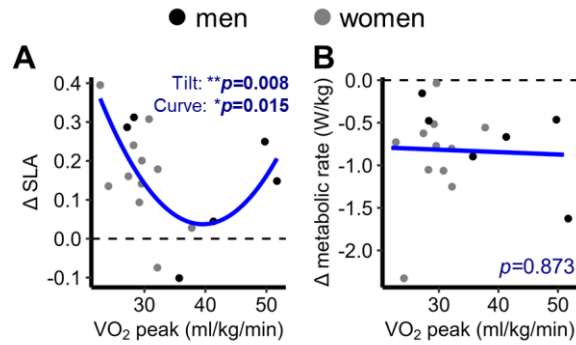 men women
A
Tilt: **p=0.008
Curve: *p=0.015
Δ SLA
0.4
0.3
0.2
0.1
0.0
-0.1
30 40 50
VO₂ peak (ml/kg/min)
B
Δ metabolic rate (W/kg)
0.0
-0.5
-1.0
-1.5
-2.0
p=0.873
30 40 50
VO₂ peak (ml/kg/min)